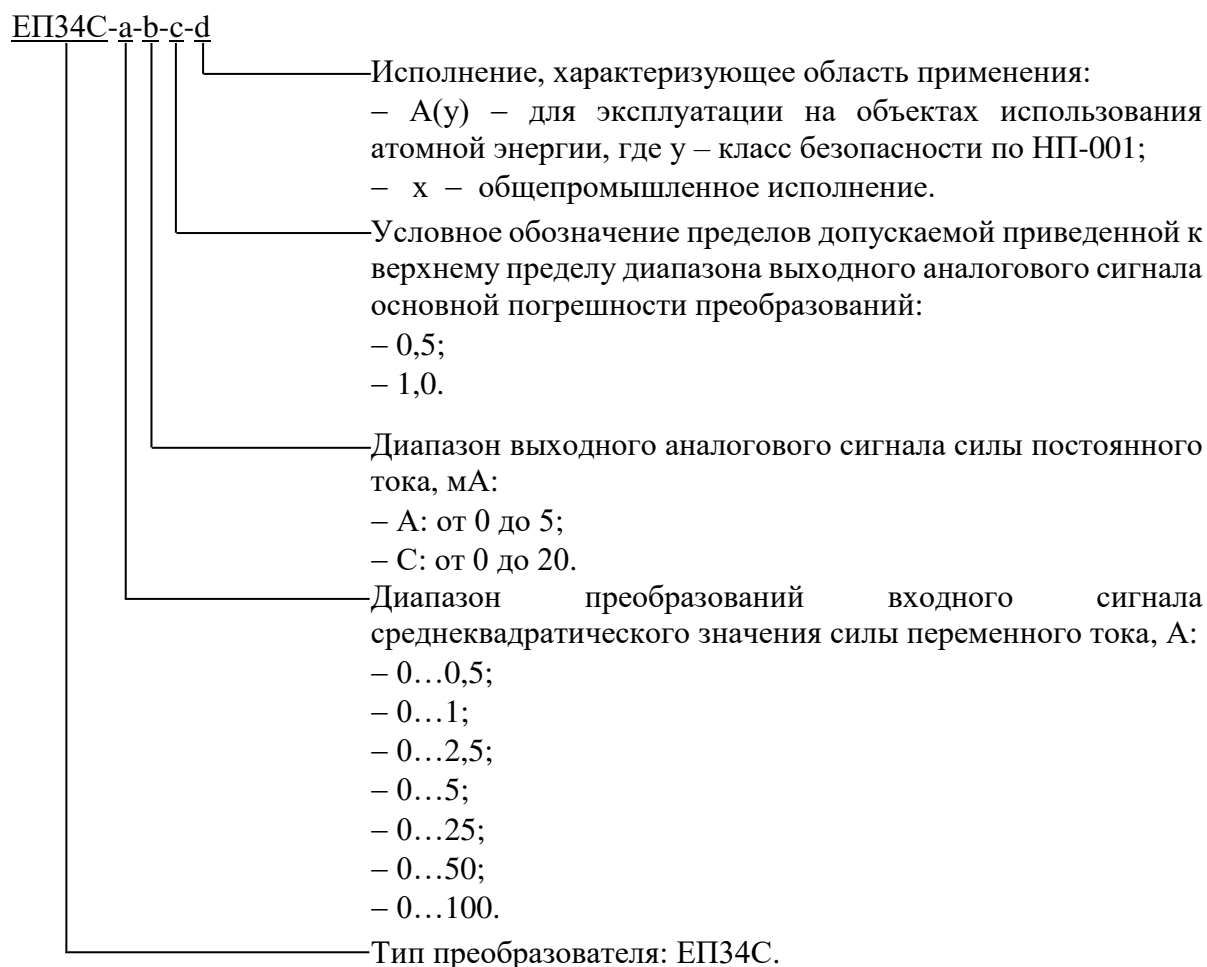 ЕП34С-a-b-c-d
Исполнение, характеризующее область применения:
– А(у) – для эксплуатации на объектах использования
атомной энергии, где у – класс безопасности по НП-001;
– х – общепромышленное исполнение.
Условное обозначение пределов допускаемой приведенной к
верхнему пределу диапазона выходного аналогового сигнала
основной погрешности преобразований:
– 0,5;
– 1,0.
Диапазон выходного аналогового сигнала силы постоянного
тока, мА:
– А: от 0 до 5;
– С: от 0 до 20.
Диапазон преобразований входного сигнала
среднеквадратического значения силы переменного тока, А:
– 0…0,5;
– 0…1;
– 0…2,5;
– 0…5;
– 0…25;
– 0…50;
– 0…100.
Тип преобразователя: ЕП34С.